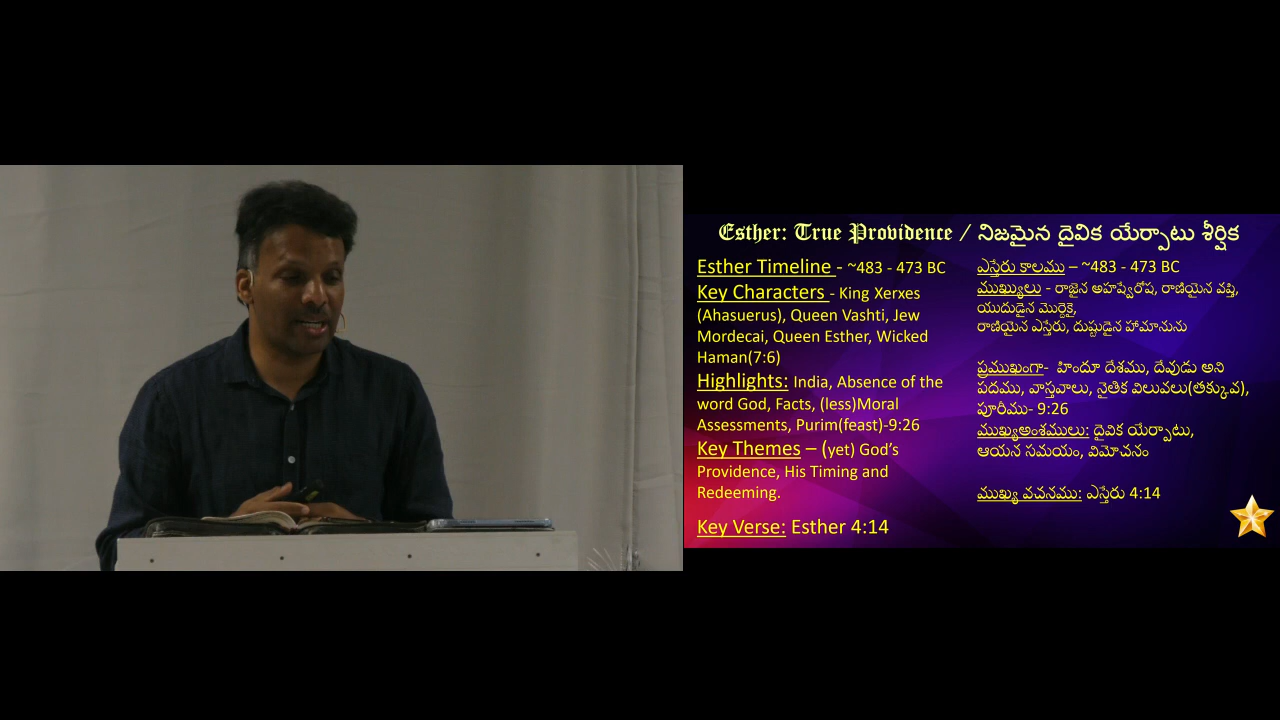 Esther: True Providence / నిజమైన దైవిక యేర్పాటు శీర్షిక
Esther Timeline - ~483 - 473 BC
Key Characters - King Xerxes
(Ahasuerus), Queen Vashti, Jew
Mordecai, Queen Esther, Wicked
Haman(7:6)
Highlights: India, Absence of the
word God, Facts, (less)Moral
Assessments, Purim(feast)-9:26
Key Themes – (yet) God's
Providence, His Timing and
Redeeming.
Key Verse: Esther 4:14
ఎస్తేరు కాలము – ~483 - 473 BC
ముఖ్యులు - రాజైన అహష్వేరోష, రాణియైన వష్తి,
యుదుడైన మొర్దెకై,
రాణియైన ఎస్తేరు, దుష్టుడైన హామానును
ప్రముఖంగా- హిందూ దేశము, దేవుడు అని
పదము, వాస్తవాలు, నైతిక విలువలు(తక్కువ),
పూరీము- 9:26
ముఖ్యఅంశములు: దైవిక యేర్పాటు,
ఆయన సమయం, విమోచనం
ముఖ్య వచనము: ఎస్తేరు 4:14